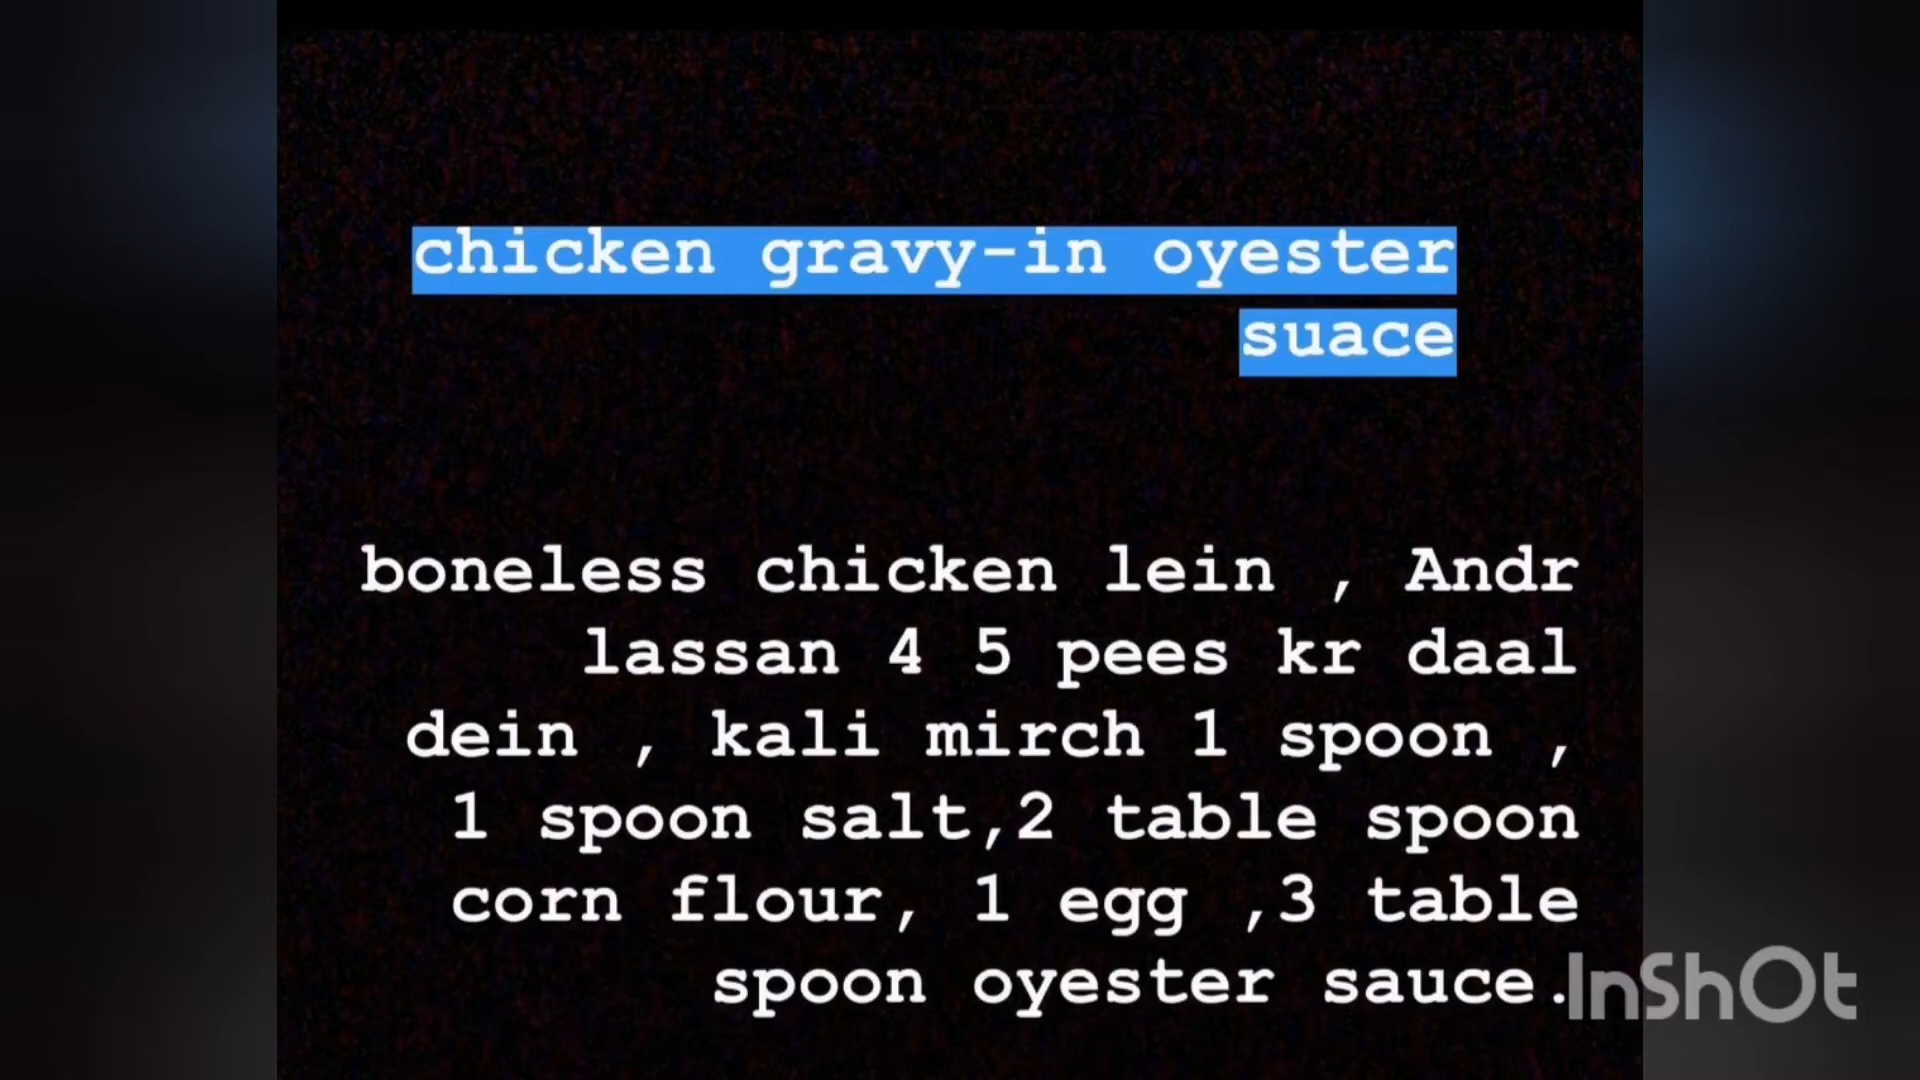 chicken gravy-in oyester
suace
boneless chicken lein , Andr
lassan 4 5 pees kr daal
dein , kali mirch 1 spoon ,
1 spoon salt,2 table spoon
corn flour, 1 egg ,3 table
spoon oyester sauce.
InShOt